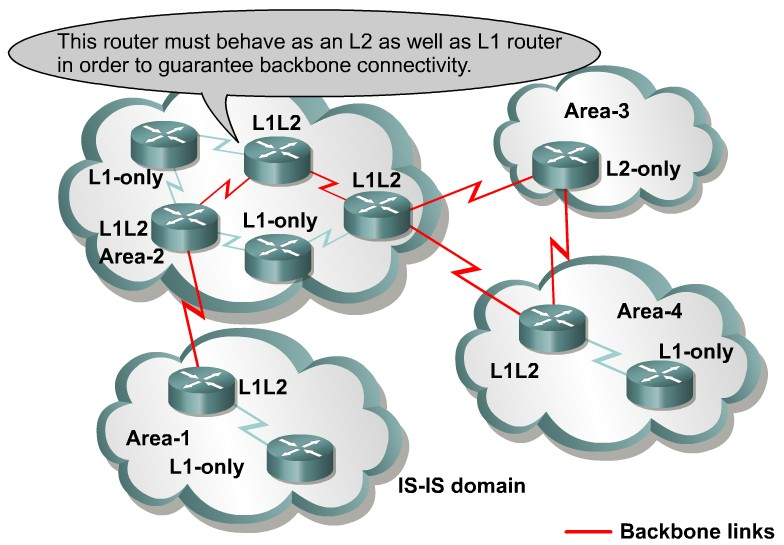 This router must behave as an L2 as well as L1 router
in order to guarantee backbone connectivity.
L1L2
L1-only
L1L2
L1L2
Area-2
L1-only
Area-3
L2-only
Area-4
L1-only
L1L2
L1L2
Area-1
L1-only
IS-IS domain
Backbone links